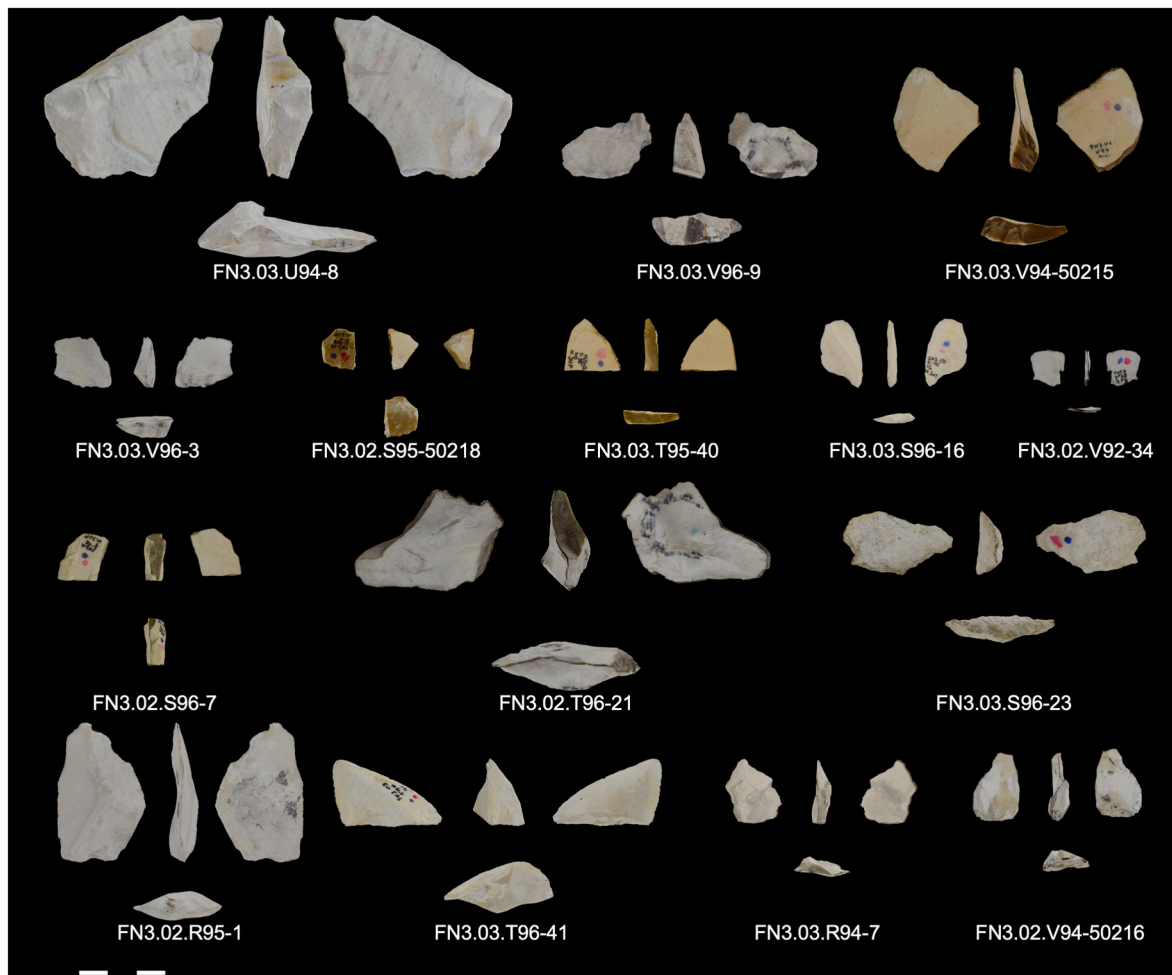 FN3.03.U94-8
FN3.03.V96-9
FN3.03.V94-50215
FN3.03.V96-3
FN3.02.S95-50218
FN3.03.T95-40
FN3.03.S96-16
FN3.02.V92-34
FN3.02.S96-7
FN3.02.T96-21
FN3.03.S96-23
FN3.02.R95-1
FN3.03.T96-41
FN3.03.R94-7
FN3.02.V94-50216